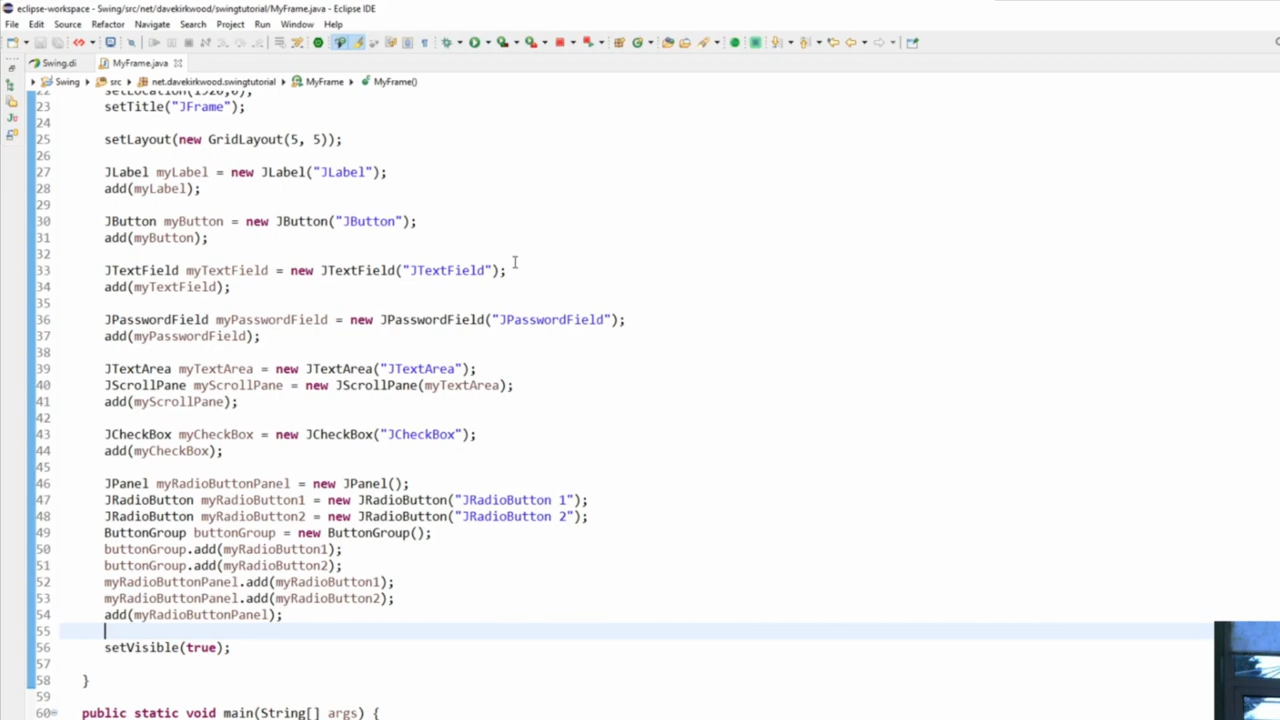 eclipse-workspace - Swing/src/net/davekirkwood/swingtutorial/MyFrame.java - Eclipse IDE
File Edit Source Refactor Navigate Search Project Run Window Help
Swing.di MyFrame.java
Swing src net.davekirkwood.swingtutorial MyFrame MyFrame()
22 setLocation(1920,0);
23 setTitle("JFrame");
24
25 setLayout(new GridLayout(5, 5));
26
27 JLabel myLabel = new JLabel("JLabel");
28 add(myLabel);
29
30 JButton myButton = new JButton("JButton");
31 add(myButton);
32
33 JTextField myTextField = new JTextField("JTextField");
34 add(myTextField);
35
36 JPasswordField myPasswordField = new JPasswordField("JPasswordField");
37 add(myPasswordField);
38
39 JTextArea myTextArea = new JTextArea("JTextArea");
40 JScrollPane myScrollPane = new JScrollPane(myTextArea);
41 add(myScrollPane);
42
43 JCheckBox myCheckBox = new JCheckBox("JCheckBox");
44 add(myCheckBox);
45
46 JPanel myRadioButtonPanel = new JPanel();
47 JRadioButton myRadioButton1 = new JRadioButton("JRadioButton 1");
48 JRadioButton myRadioButton2 = new JRadioButton("JRadioButton 2");
49 ButtonGroup buttonGroup = new ButtonGroup();
50 buttonGroup.add(myRadioButton1);
51 buttonGroup.add(myRadioButton2);
52 myRadioButtonPanel.add(myRadioButton1);
53 myRadioButtonPanel.add(myRadioButton2);
54 add(myRadioButtonPanel);
55
56 setVisible(true);
57
58 }
59
60 public static void main(String[] args) {